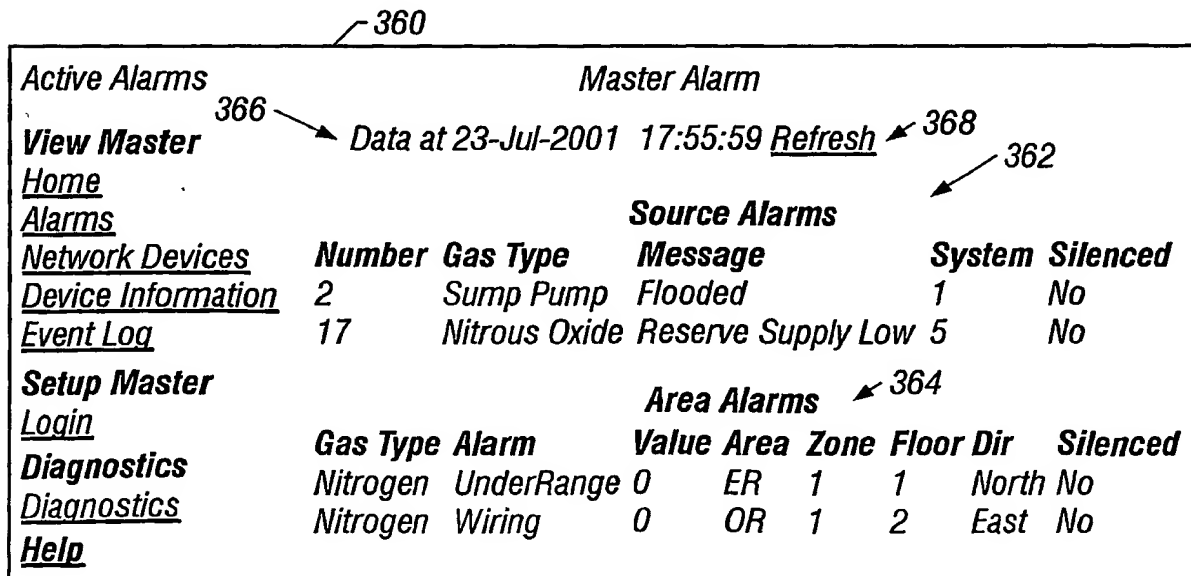 360
Active Alarms Master Alarm
366
View Master Data at 23-Jul-2001 17:55:59 Refresh 368
Home 362
Alarms Source Alarms
Network Devices Number Gas Type Message System Silenced
Device Information 2 Sump Pump Flooded 1 No
Event Log 17 Nitrous Oxide Reserve Supply Low 5 No
Setup Master Area Alarms 364
Login
Gas Type Alarm Value Area Zone Floor Dir Silenced
Diagnostics Nitrogen UnderRange 0 ER 1 1 North No
Diagnostics Nitrogen Wiring 0 OR 1 2 East No
Help